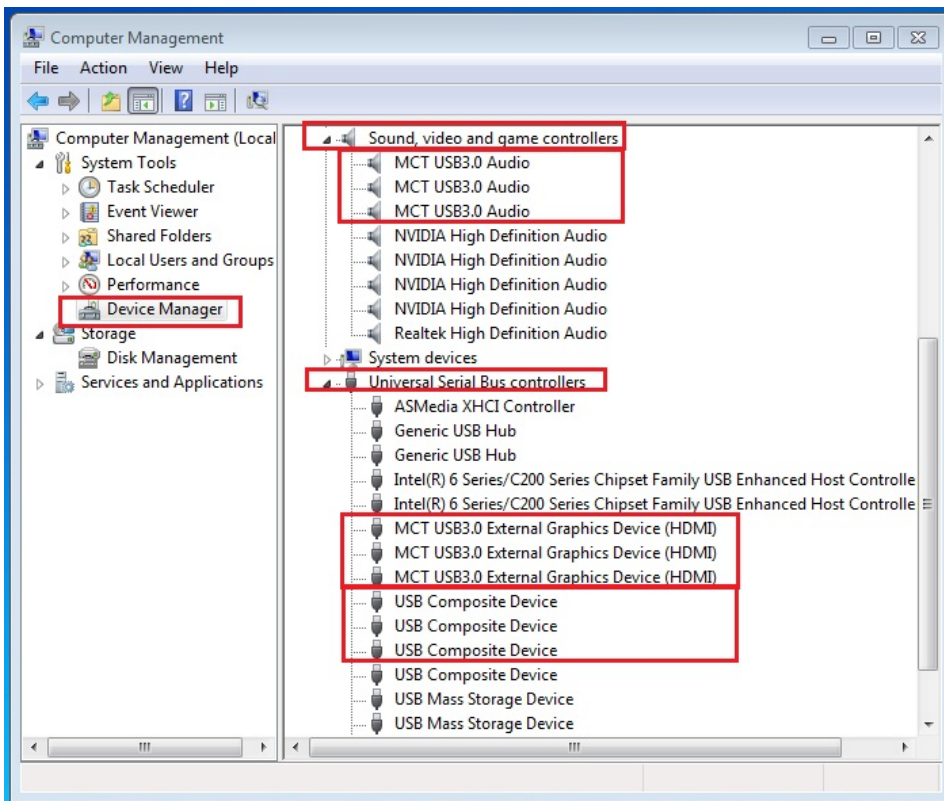 Computer Management
File Action View Help
Computer Management (Local
System Tools
Task Scheduler
Event Viewer
Shared Folders
Local Users and Groups
Performance
Device Manager
Storage
Disk Management
Services and Applications
Sound, video and game controllers
MCT USB3.0 Audio
MCT USB3.0 Audio
MCT USB3.0 Audio
NVIDIA High Definition Audio
NVIDIA High Definition Audio
NVIDIA High Definition Audio
NVIDIA High Definition Audio
Realtek High Definition Audio
System devices
Universal Serial Bus controllers
ASMedia XHCI Controller
Generic USB Hub
Generic USB Hub
Intel(R) 6 Series/C200 Series Chipset Family USB Enhanced Host Controlle
Intel(R) 6 Series/C200 Series Chipset Family USB Enhanced Host Controlle
MCT USB3.0 External Graphics Device (HDMI)
MCT USB3.0 External Graphics Device (HDMI)
MCT USB3.0 External Graphics Device (HDMI)
USB Composite Device
USB Composite Device
USB Composite Device
USB Composite Device
USB Mass Storage Device
USB Mass Storage Device